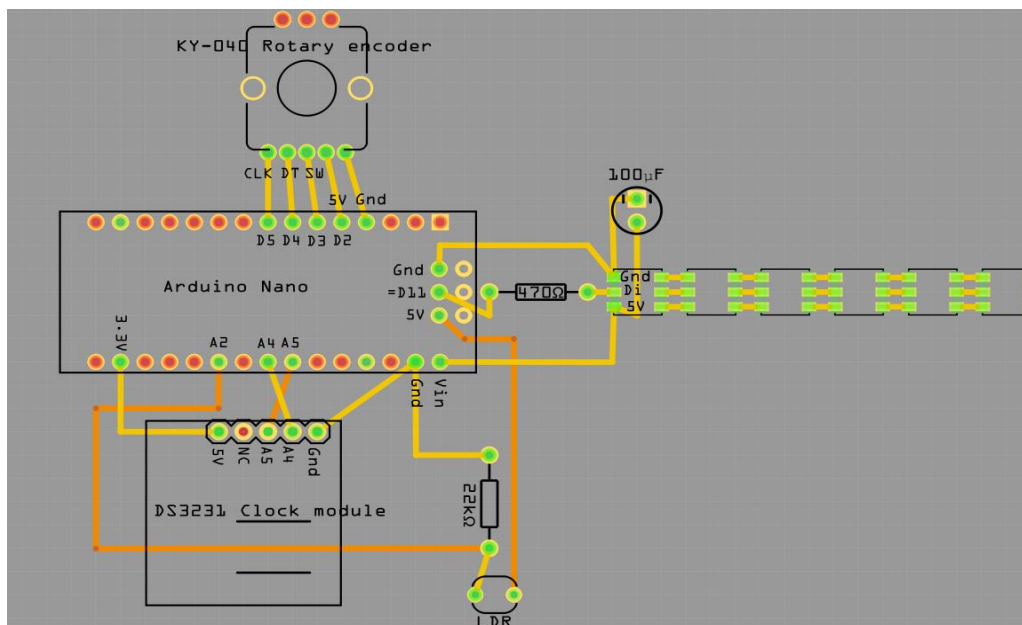 KY-040 Rotary encoder
CLK DT SW
5V Gnd
100µF
D5 D4 D3 D2
Gnd
=D11
5V
Arduino Nano
470Ω
Gnd
Di
5V
3.3V
A2
A4 A5
Gnd
Vin
5V
NC
A5
A4
Gnd
DS3231 Clock module
22kΩ
LDR